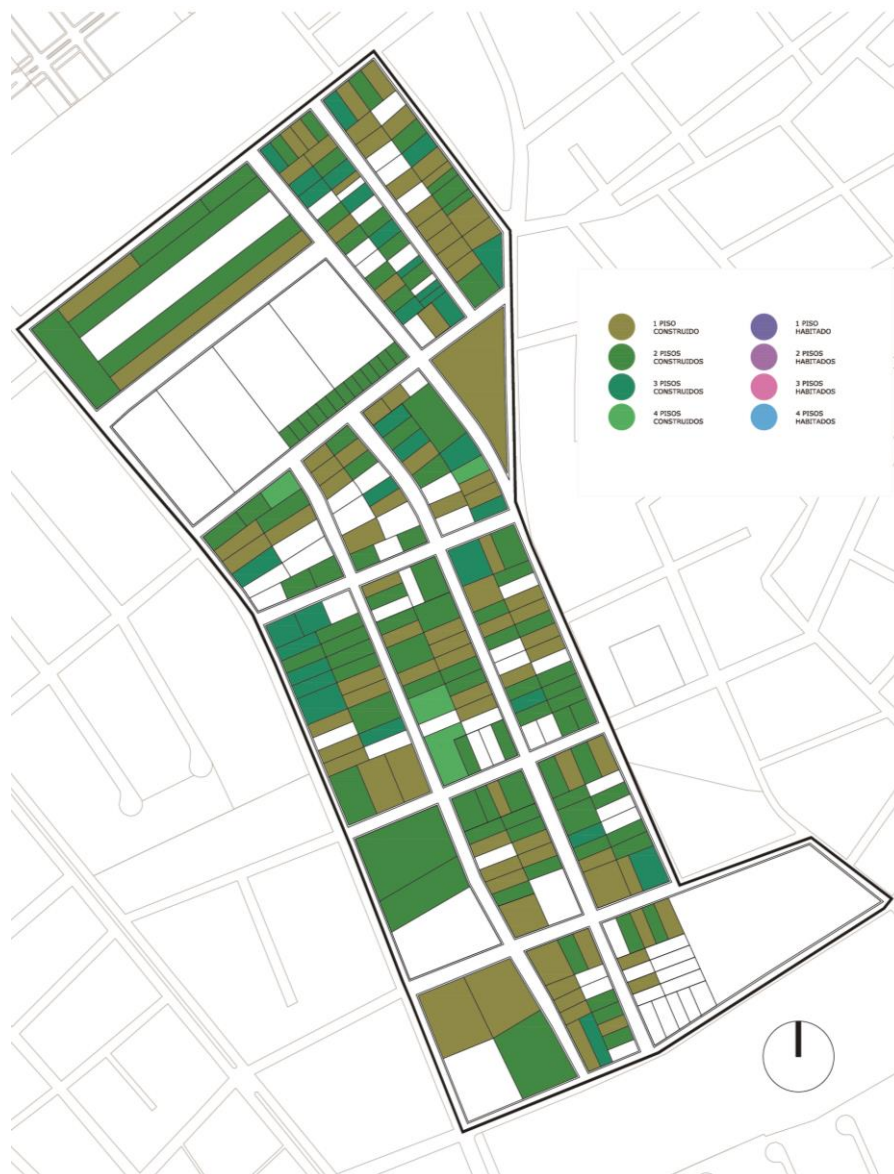 1 PISO
CONSTRUIDO
2 PISOS
CONSTRUIDOS
3 PISOS
CONSTRUIDOS
4 PISOS
CONSTRUIDOS
1 PISO
HABITADO
2 PISOS
HABITADOS
3 PISOS
HABITADOS
4 PISOS
HABITADOS